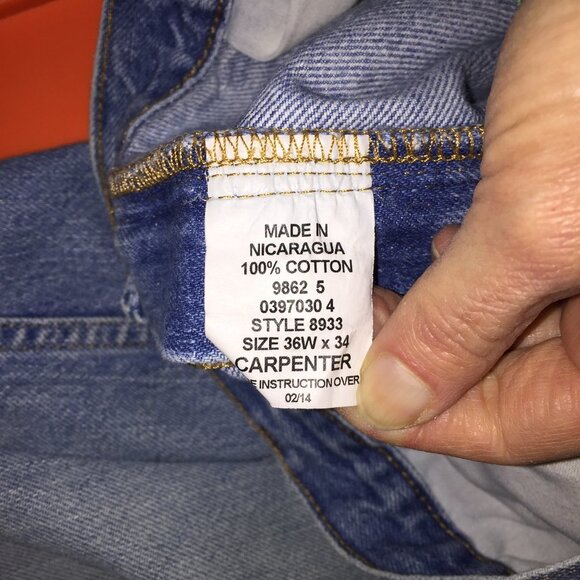 MADE IN
NICARAGUA
100% COTTON
9862 5
0397030 4
STYLE 8933
SIZE 36W x 34
CARPENTER
INSTRUCTION OVER
02/14